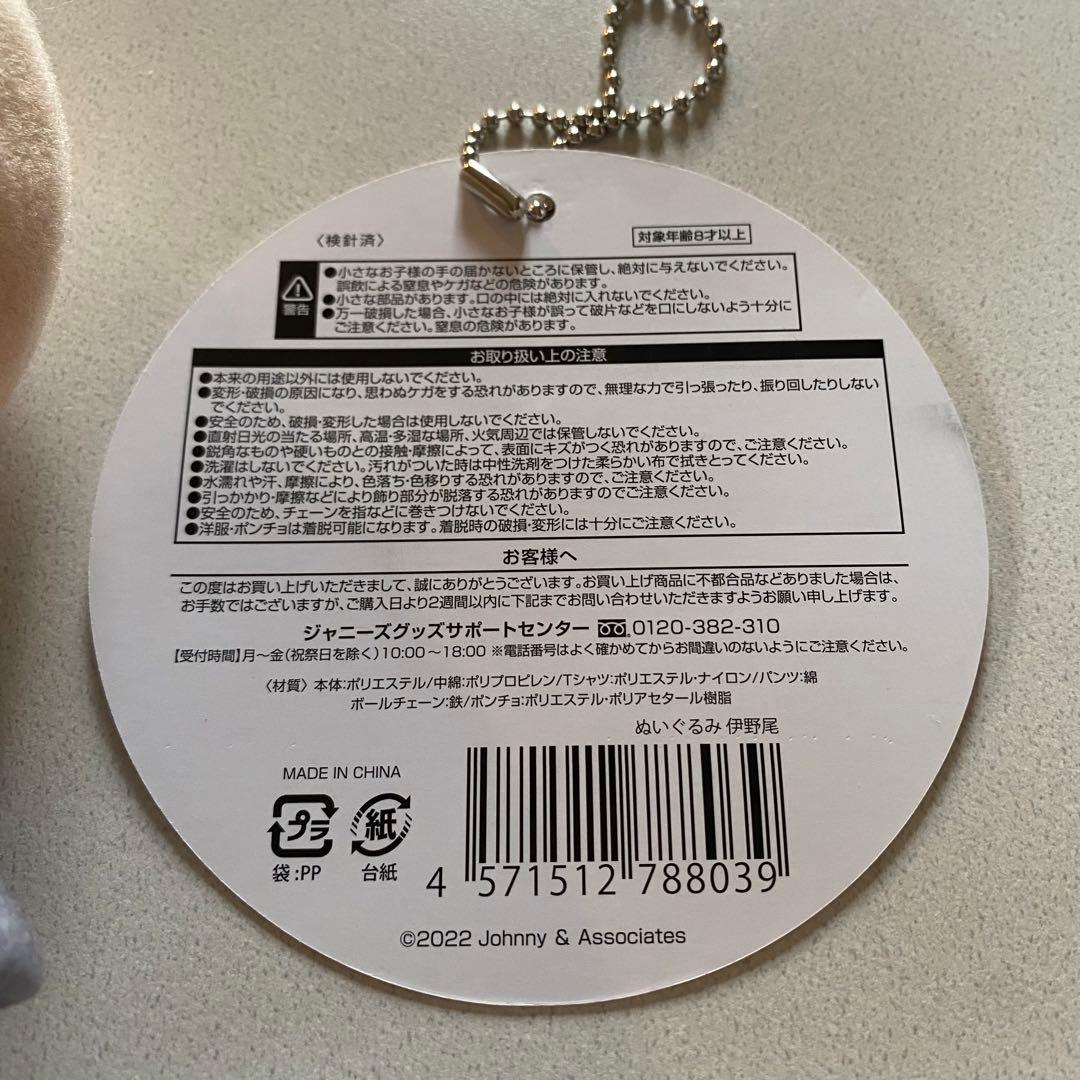 〈検針済〉
対象年齢8才以上
警告
●小さなお子様の手の届かないところに保管し、絶対に与えないでください。
誤飲による窒息やケガなどの危険があります。
●小さな部品があります。口の中には絶対に入れないでください。
●万一破損した場合、小さなお子様が誤って破片などを口にしないよう十分に
ご注意ください。窒息の危険があります。
お取り扱い上の注意
●本来の用途以外には使用しないでください。
●変形・破損の原因になり、思わぬケガをする恐れがありますので、無理な力で引っ張ったり、振り回したりしない
でください。
●安全のため、破損・変形した場合は使用しないでください。
●直射日光の当たる場所、高温・多湿な場所、火気周辺では保管しないでください。
●鋭角なものや硬いものとの接触・摩擦によって、表面にキズがつく恐れがありますので、ご注意ください。
●洗濯はしないでください。汚れがついた時は中性洗剤をつけた柔らかい布で拭きとってください。
●水濡れや汗、摩擦により、色落ち・色移りする恐れがありますので、ご注意ください。
●引っかかり・摩擦などにより飾り部分が脱落する恐れがありますのでご注意ください。
●安全のため、チェーンを指などに巻きつけないでください。
●洋服・ポンチョは着脱可能になります。着脱時の破損・変形には十分にご注意ください。
お客様へ
この度はお買い上げいただきまして、誠にありがとうございます。お買い上げ商品に不都合品などありました場合は、
お手数ではございますが、ご購入日より2週間以内に下記までお問い合わせいただきますようお願い申し上げます。
ジャニーズグッズサポートセンター 0120-382-310
【受付時間】月～金(祝祭日を除く)10:00～18:00 ※電話番号はよく確かめてからお間違いのないようにご注意ください。
〈材質〉本体:ポリエステル/中綿:ポリプロピレン/Tシャツ:ポリエステル・ナイロン/パンツ:綿
ボールチェーン:鉄/ポンチョ:ポリエステル・ポリアセタール樹脂
ぬいぐるみ 伊野尾
MADE IN CHINA
プラ 紙
袋:PP 台紙
4 571512 788039
©2022 Johnny & Associates